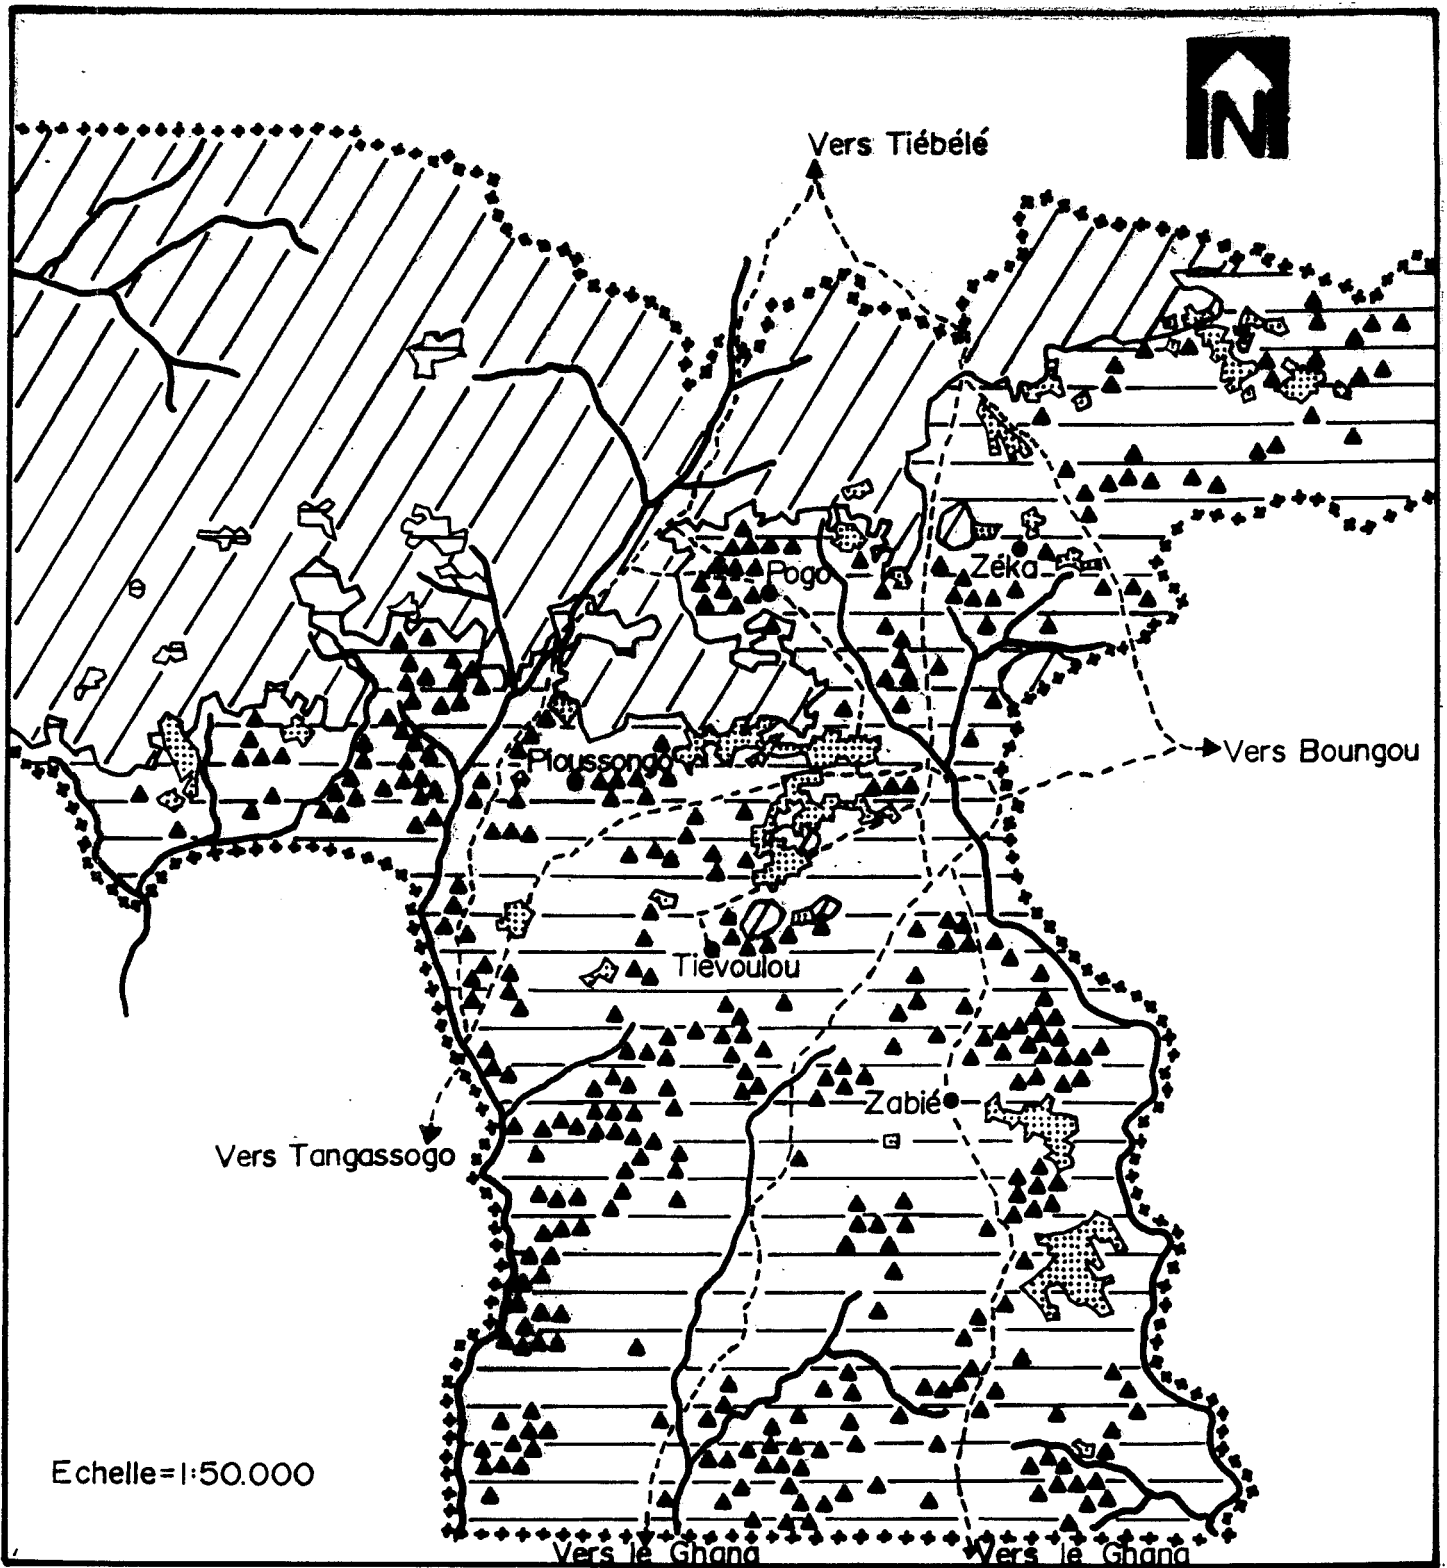 N
Vers Tiébélé
Pogo
Zéka
Vers Boungou
Pioussongo
Tiévoulou
Zabié
Vers Tangassogo
Echelle=1:50.000
Vers le Ghana
Vers le Ghana